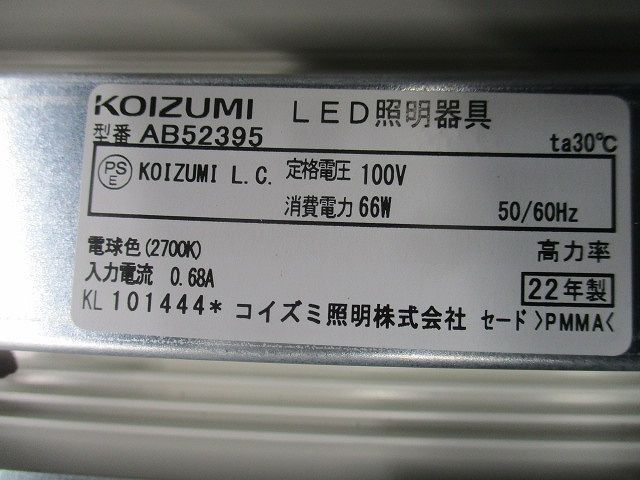 KOIZUMI LED照明器具
型番 AB52395 ta30℃
PS E KOIZUMI L.C. 定格電圧 100V
消費電力 66W 50/60Hz
電球色(2700K) 高力率
入力電流 0.68A 22年製
KL 101444* コイズミ照明株式会社 セード >PMMA<